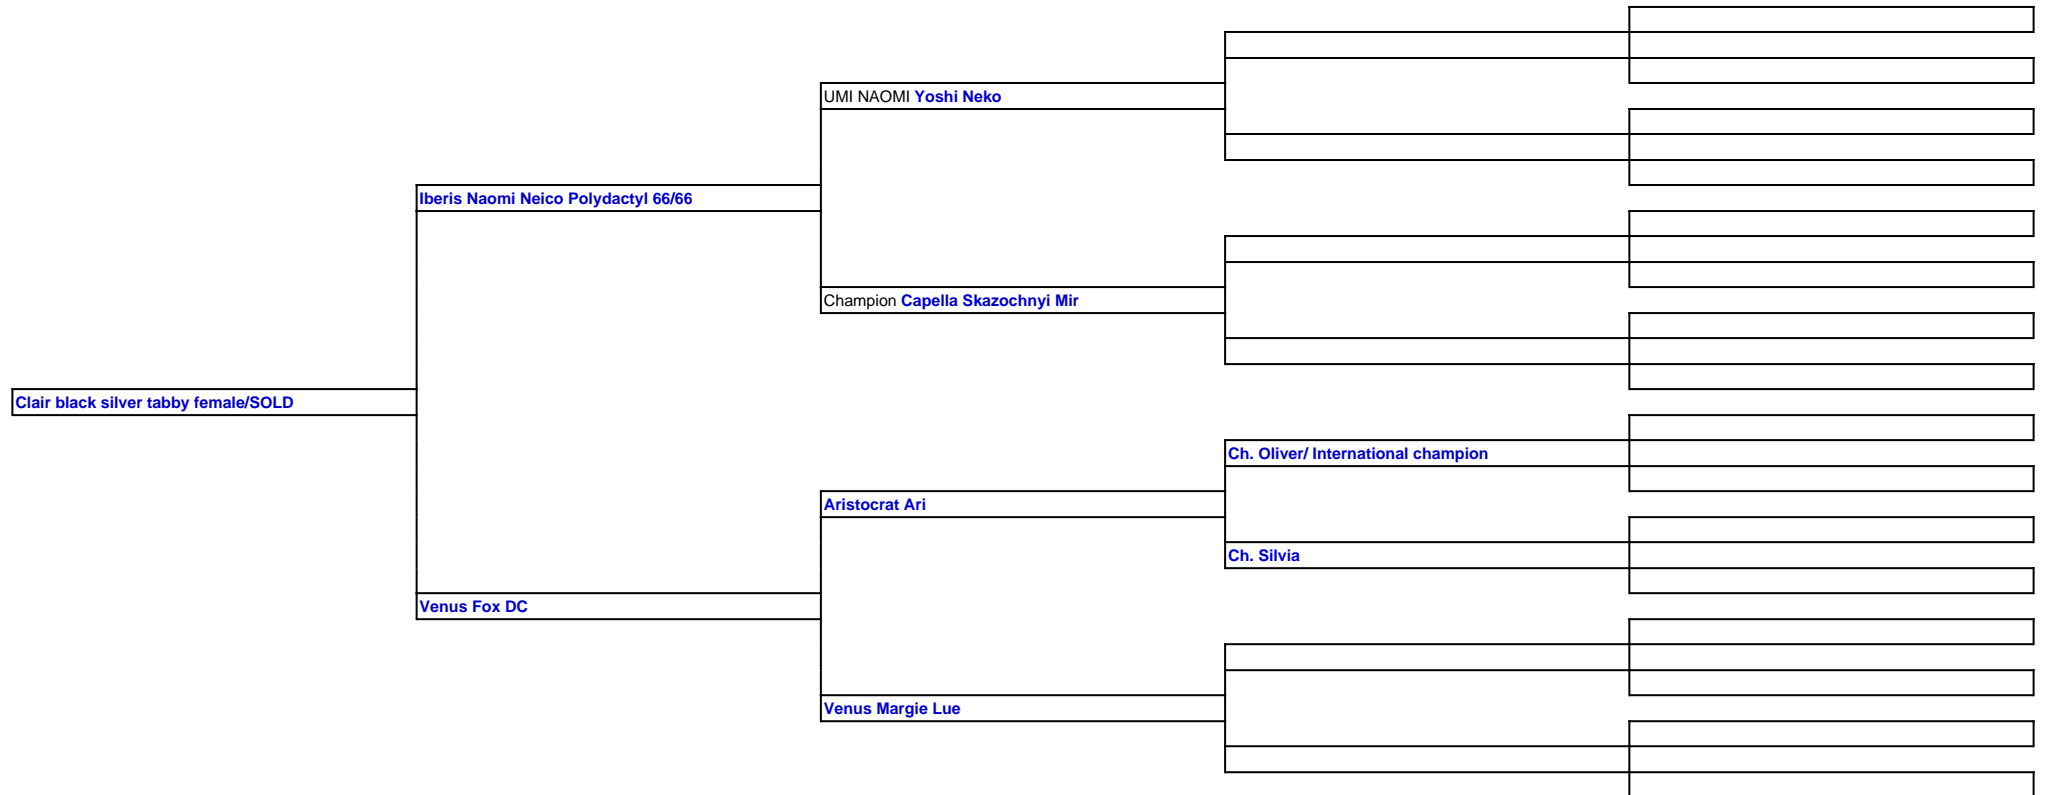 UMI NAOMI Yoshi Neko
Iberis Naomi Neico Polydactyl 66/66
Champion Capella Skazochnyi Mir
Clair black silver tabby female/SOLD
Ch. Oliver/ International champion
Aristocrat Ari
Ch. Silvia
Venus Fox DC
Venus Margie Lue